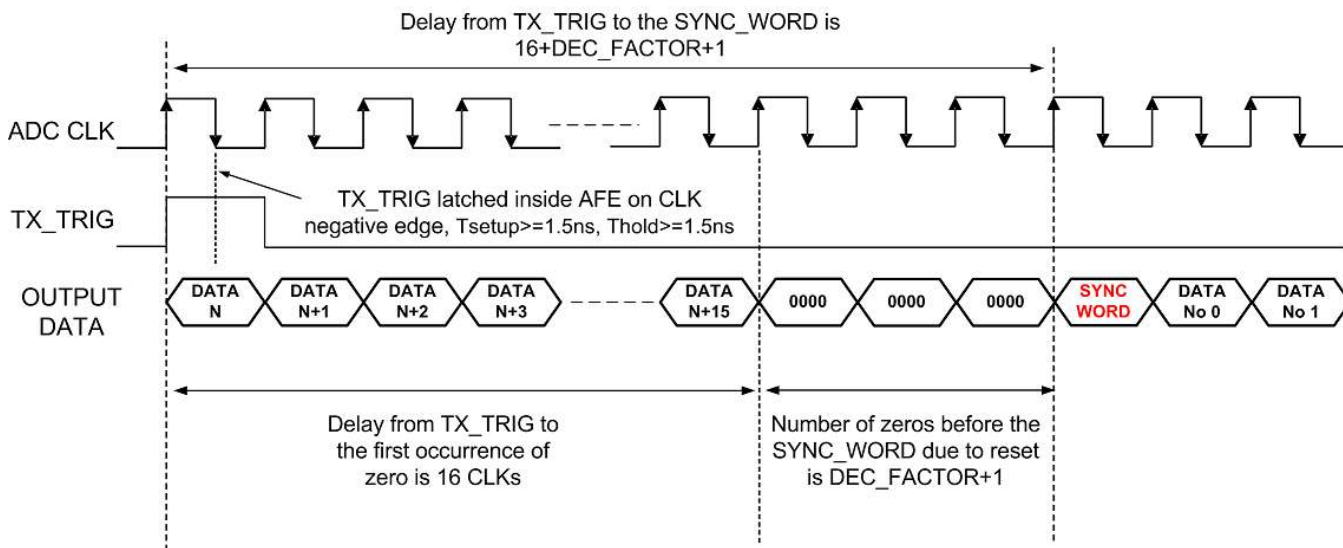 Delay from TX_TRIG to the SYNC_WORD is
16+DEC_FACTOR+1
ADC CLK
TX_TRIG latched inside AFE on CLK
negative edge, Tsetup>=1.5ns, Thold>=1.5ns
TX_TRIG
OUTPUT
DATA
DATA
N
DATA
N+1
DATA
N+2
DATA
N+3
DATA
N+15
0000
0000
0000
SYNC
WORD
DATA
No 0
DATA
No 1
Delay from TX_TRIG to
the first occurrence of
zero is 16 CLKs
Number of zeros before the
SYNC_WORD due to reset
is DEC_FACTOR+1